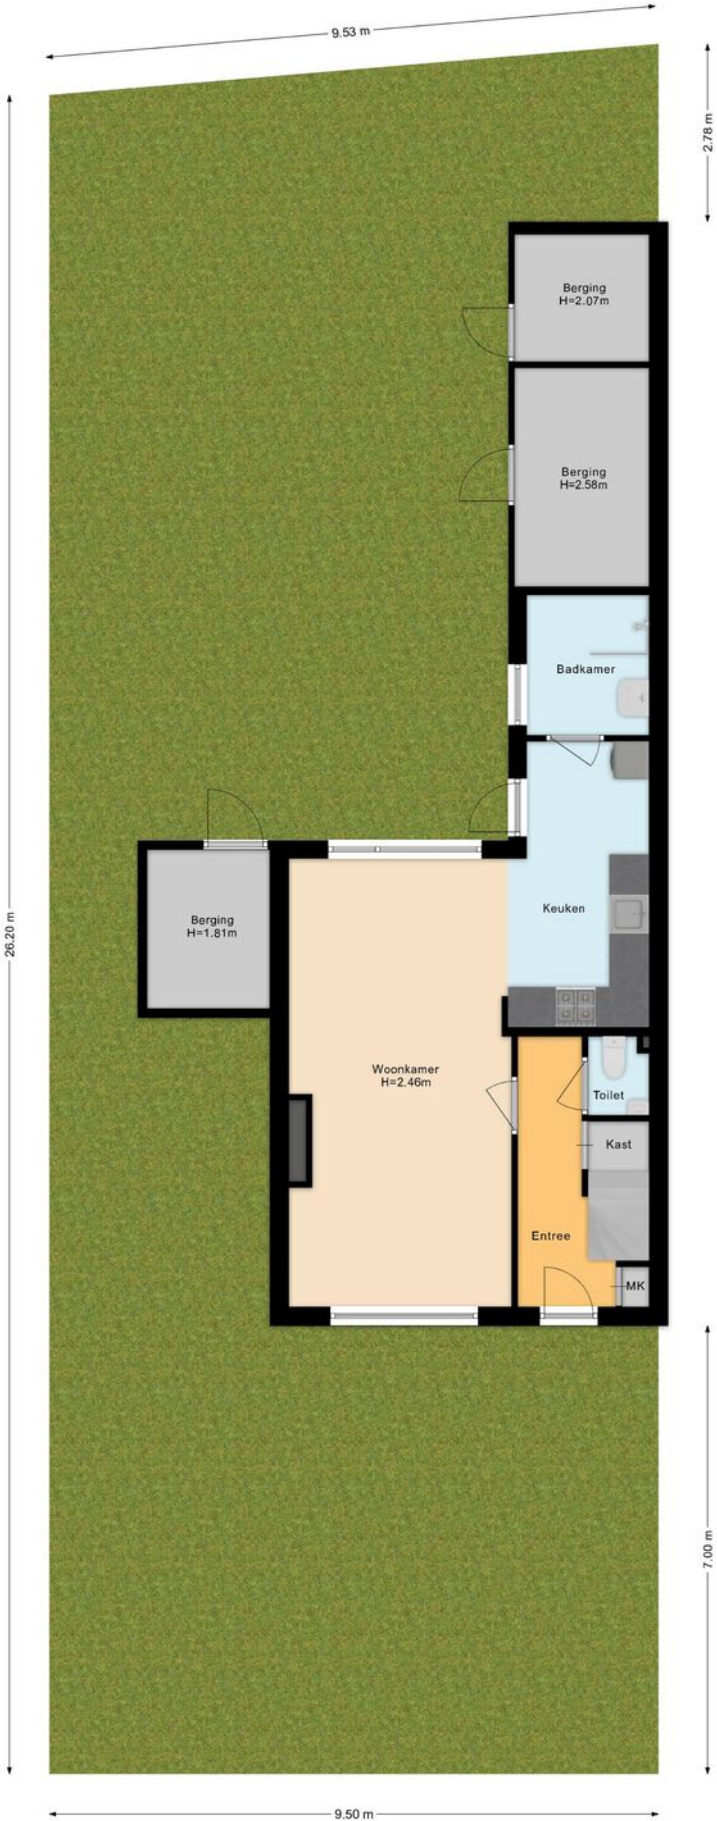 9.53 m
2.78 m
Berging
H=2.07m
Berging
H=2.58m
Badkamer
Keuken
Berging
H=1.81m
26.20 m
Woonkamer
H=2.46m
Toilet
Kast
Entree
MK
7.00 m
9.50 m